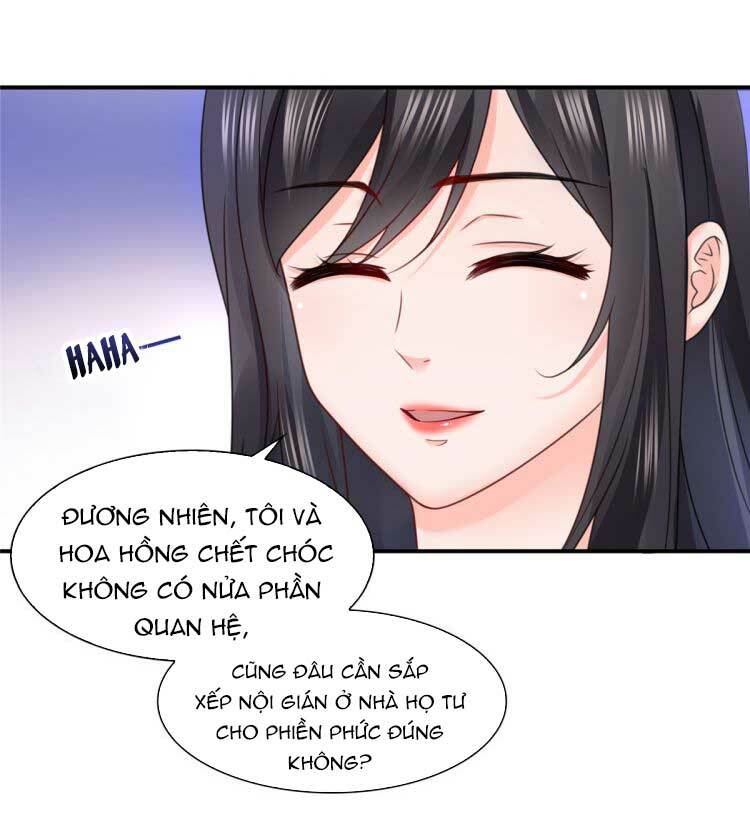 HAHA—
ĐƯƠNG NHIÊN, TÔI VÀ
HOA HỒNG CHẾT CHÓC
KHÔNG CÓ NỬA PHẦN
QUAN HỆ,
CŨNG ĐÂU CẦN SẮP
XẾP NỘI GIÁN Ở NHÀ HỌ TƯ
CHO PHIỀN PHỨC ĐÚNG
KHÔNG?